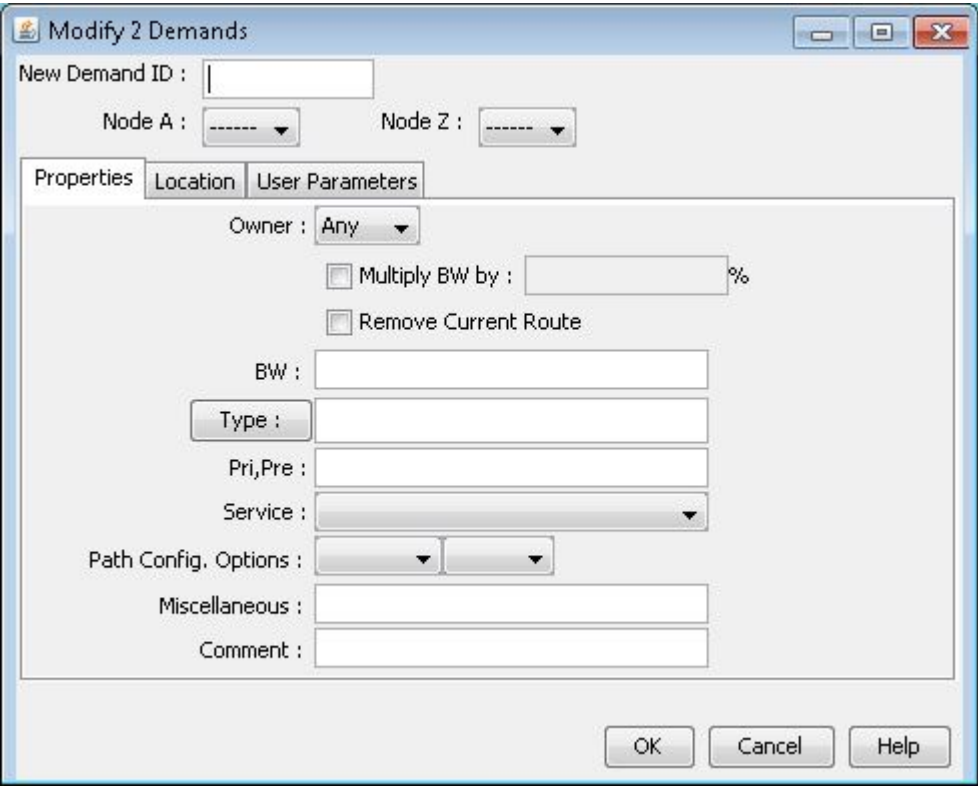 Modify 2 Demands
New Demand ID :
Node A : ------ Node Z : ------
Properties Location User Parameters
Owner : Any
Multiply BW by : %
Remove Current Route
BW :
Type :
Pri,Pre :
Service :
Path Config. Options :
Miscellaneous :
Comment :
OK Cancel Help